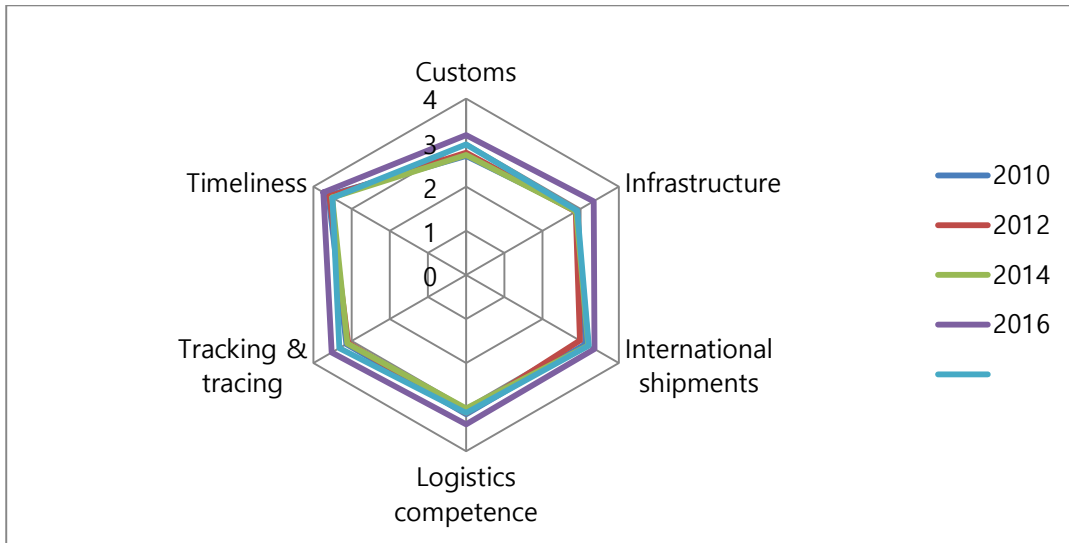 Customs
4
3
2
1
0
Infrastructure
International
shipments
Logistics
competence
Tracking &
tracing
Timeliness
2010
2012
2014
2016